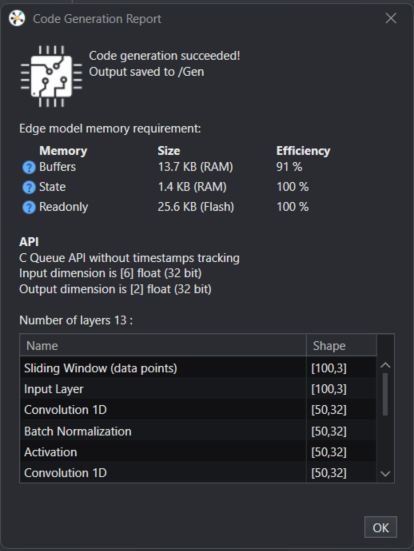 Code Generation Report
Code generation succeeded!
Output saved to /Gen
Edge model memory requirement:
Memory Size Efficiency
? Buffers 13.7 KB (RAM) 91 %
? State 1.4 KB (RAM) 100 %
? Readonly 25.6 KB (Flash) 100 %
API
C Queue API without timestamps tracking
Input dimension is [6] float (32 bit)
Output dimension is [2] float (32 bit)
Number of layers 13 :
Name Shape
Sliding Window (data points) [100,3]
Input Layer [100,3]
Convolution 1D [50,32]
Batch Normalization [50,32]
Activation [50,32]
Convolution 1D [50,32]
OK